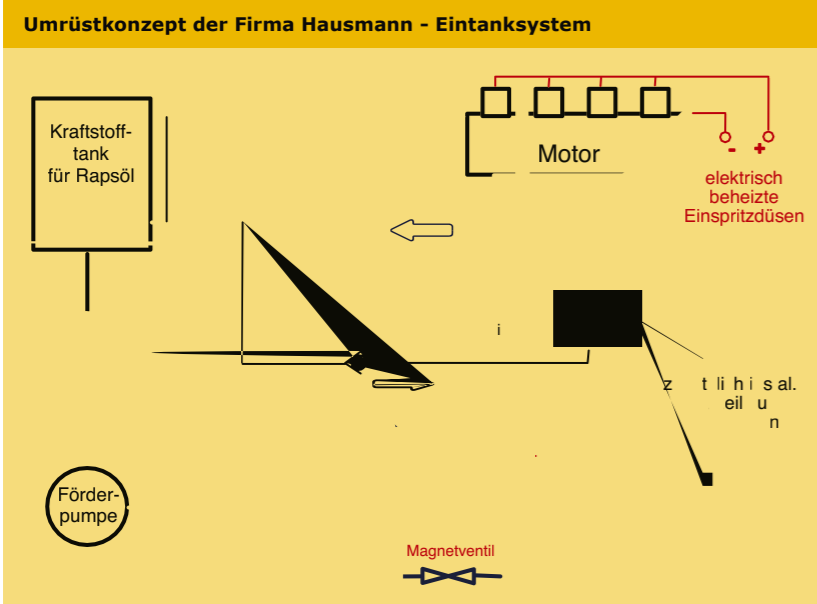 Umrüstkonzept der Firma Hausmann - Eintanksystem
Kraftstoff-
tank
für Rapsöl
Motor
- +
elektrisch
beheizte
Einspritzdüsen
Förder-
pumpe
Magnetventil